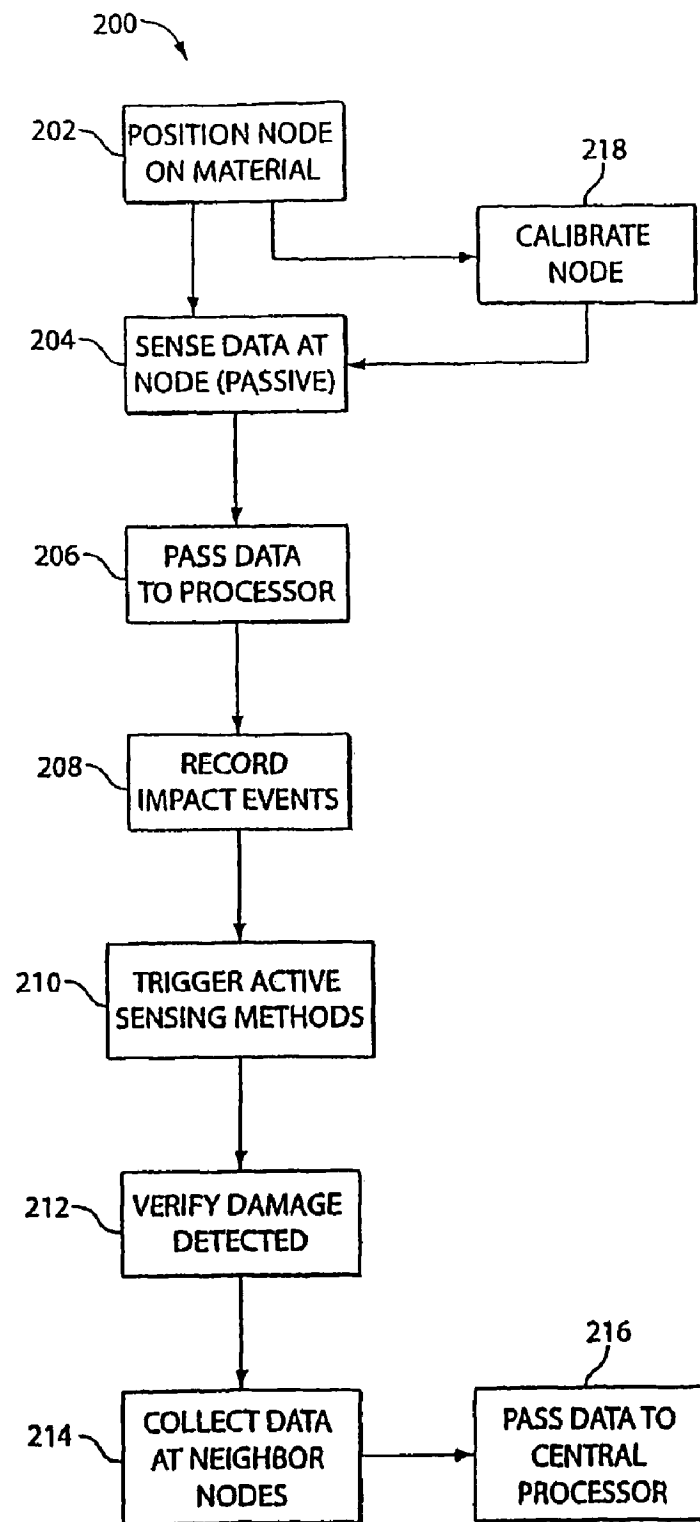 200
202
POSITION NODE
ON MATERIAL
218
CALIBRATE
NODE
204
SENSE DATA AT
NODE (PASSIVE)
206
PASS DATA
TO PROCESSOR
208
RECORD
IMPACT EVENTS
210
TRIGGER ACTIVE
SENSING METHODS
212
VERIFY DAMAGE
DETECTED
214
COLLECT DATA
AT NEIGHBOR
NODES
216
PASS DATA TO
CENTRAL
PROCESSOR